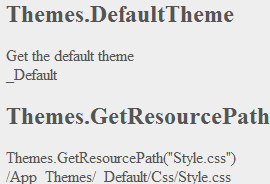 Themes.DefaultTheme
Get the default theme
_Default
Themes.GetResourcePath
Themes.GetResourcePath("Style.css")
/App_Themes/_Default/Css/Style.css